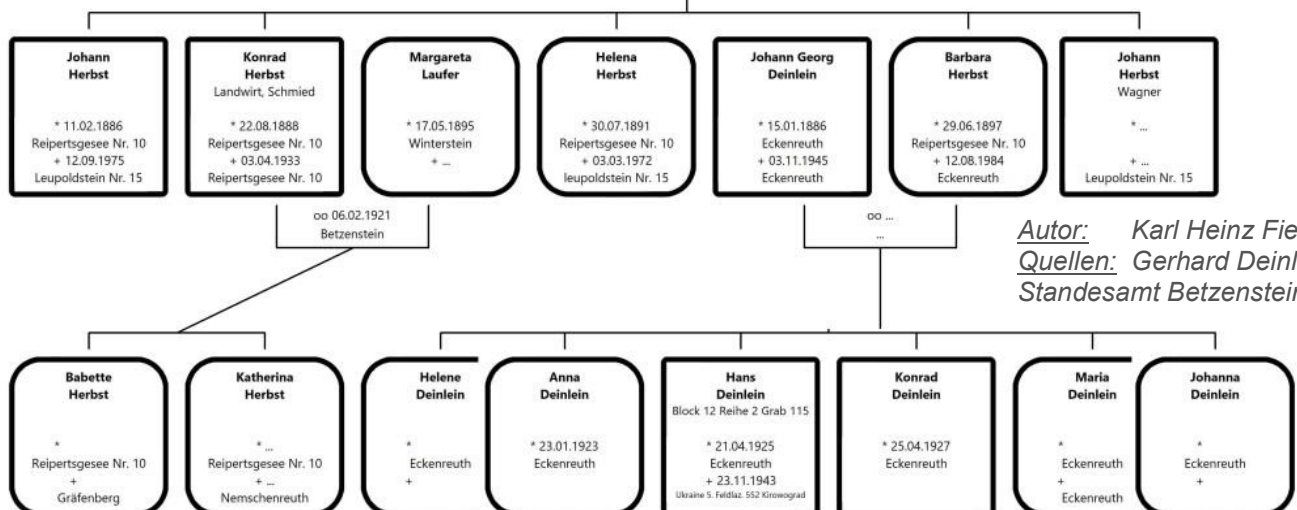 Johann
Herbst
* 11.02.1886
Reipertsgesee Nr. 10
+ 12.09.1975
Leupoldstein Nr. 15
Konrad
Herbst
Landwirt, Schmied
* 22.08.1888
Reipertsgesee Nr. 10
+ 03.04.1933
Reipertsgesee Nr. 10
Margareta
Laufer
* 17.05.1895
Winterstein
+ ...
Helena
Herbst
* 30.07.1891
Reipertsgesee Nr. 10
+ 03.03.1972
leupoldstein Nr. 15
Johann Georg
Deinlein
* 15.01.1886
Eckenreuth
+ 03.11.1945
Eckenreuth
Barbara
Herbst
* 29.06.1897
Reipertsgesee Nr. 10
+ 12.08.1984
Eckenreuth
Johann
Herbst
Wagner
* ...
+ ...
Leupoldstein Nr. 15
oo 06.02.1921
Betzenstein
oo ...
...
Autor: Karl Heinz Fie
Quellen: Gerhard Deinl
Standesamt Betzenstein
Babette
Herbst
*
Reipertsgesee Nr. 10
+
Gräfenberg
Katherina
Herbst
* ...
Reipertsgesee Nr. 10
+ ...
Nemschenreuth
Helene
Deinlein
*
Eckenreuth
+
Anna
Deinlein
* 23.01.1923
Eckenreuth
Hans
Deinlein
Block 12 Reihe 2 Grab 115
* 21.04.1925
Eckenreuth
+ 23.11.1943
Ukraine S. Feldlaz. 552 Kirowograd
Konrad
Deinlein
* 25.04.1927
Eckenreuth
Maria
Deinlein
*
Eckenreuth
+
Eckenreuth
Johanna
Deinlein
*
Eckenreuth
+